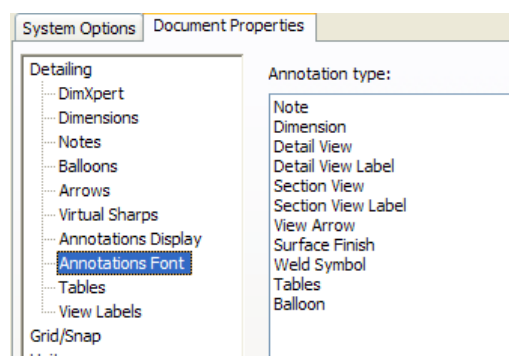 System Options Document Properties
Detailing
DimXpert
Dimensions
Notes
Balloons
Arrows
Virtual Sharps
Annotations Display
Annotations Font
Tables
View Labels
Grid/Snap
Annotation type:
Note
Dimension
Detail View
Detail View Label
Section View
Section View Label
View Arrow
Surface Finish
Weld Symbol
Tables
Balloon